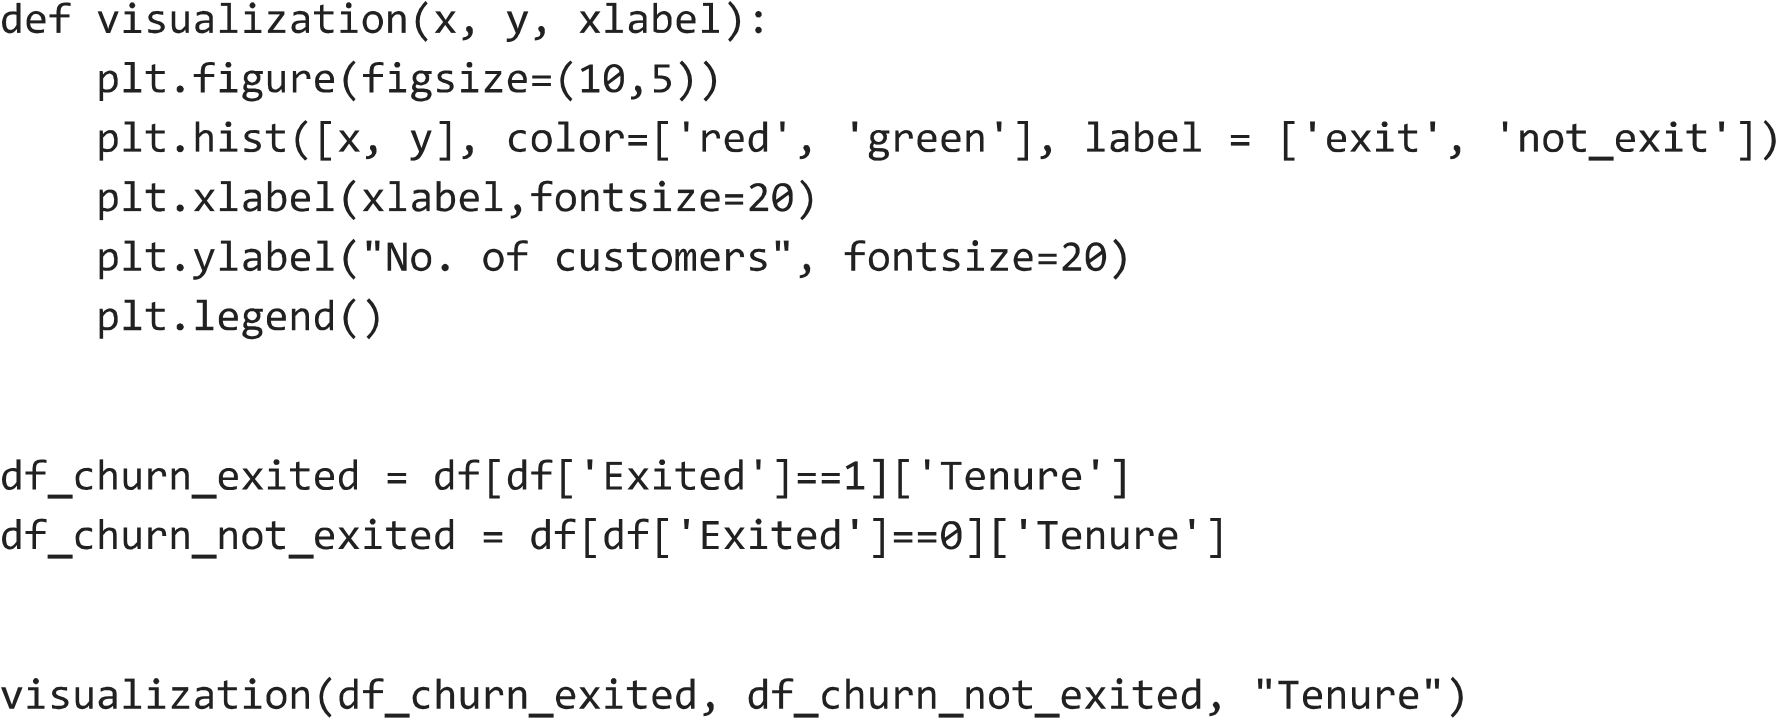 def visualization(x, y, xlabel):
    plt.figure(figsize=(10,5))
    plt.hist([x, y], color=['red', 'green'], label = ['exit', 'not_exit'])
    plt.xlabel(xlabel,fontsize=20)
    plt.ylabel("No. of customers", fontsize=20)
    plt.legend()
df_churn_exited = df[df['Exited']==1]['Tenure']
df_churn_not_exited = df[df['Exited']==0]['Tenure']
visualization(df_churn_exited, df_churn_not_exited, "Tenure")